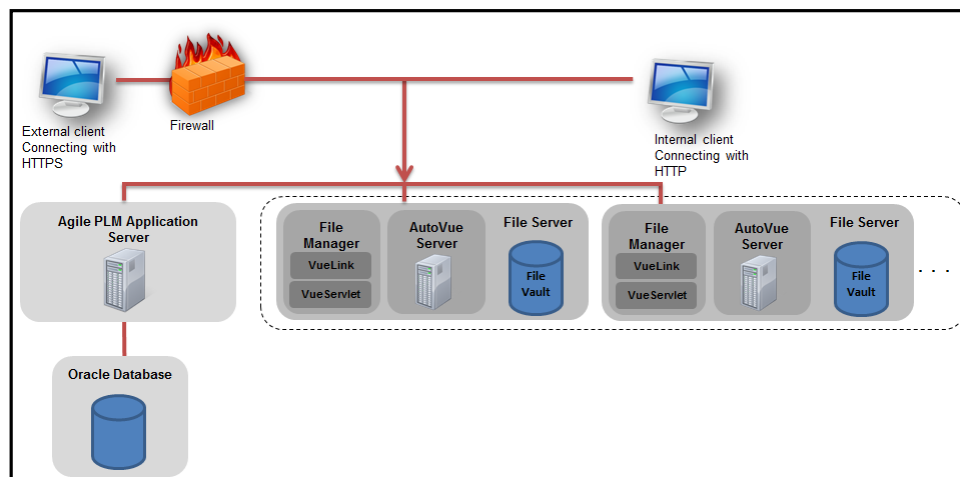 External client
Connecting with
HTTPS
Firewall
Internal client
Connecting with
HTTP
Agile PLM Application
Server
File
Manager
VueLink
VueServlet
AutoVue
Server
File Server
File
Vault
File
Manager
VueLink
VueServlet
AutoVue
Server
File Server
File
Vault
. . .
Oracle Database